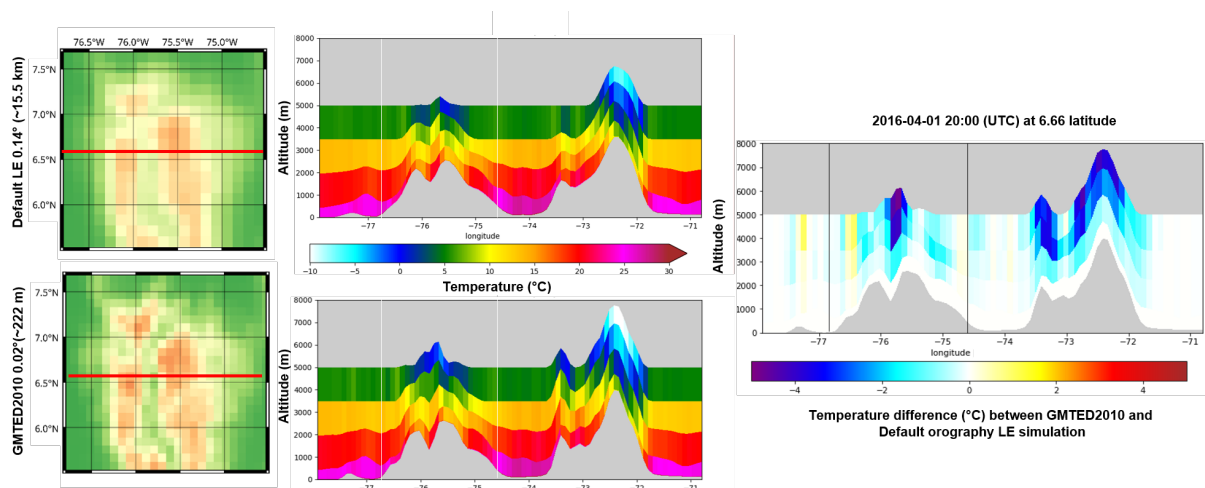 Default LE 0.14° (~15.5 km)
76.5°W 76.0°W 75.5°W 75.0°W
7.5°N
7.0°N
6.5°N
6.0°N
Altitude (m)
8000
7000
6000
5000
4000
3000
2000
1000
0
−77 −76 −75 −74 −73 −72 −71
longitude
−10 −5 0 5 10 15 20 25 30
Temperature (°C)
GMTED2010 0.02°(~222 m)
7.5°N
7.0°N
6.5°N
6.0°N
Altitude (m)
8000
7000
6000
5000
4000
3000
2000
1000
0
−77 −76 −75 −74 −73 −72 −71
2016-04-01 20:00 (UTC) at 6.66 latitude
Altitude (m)
8000
7000
6000
5000
4000
3000
2000
1000
0
−77 −76 −75 −74 −73 −72 −71
longitude
−4 −2 0 2 4
Temperature difference (°C) between GMTED2010 and
Default orography LE simulation